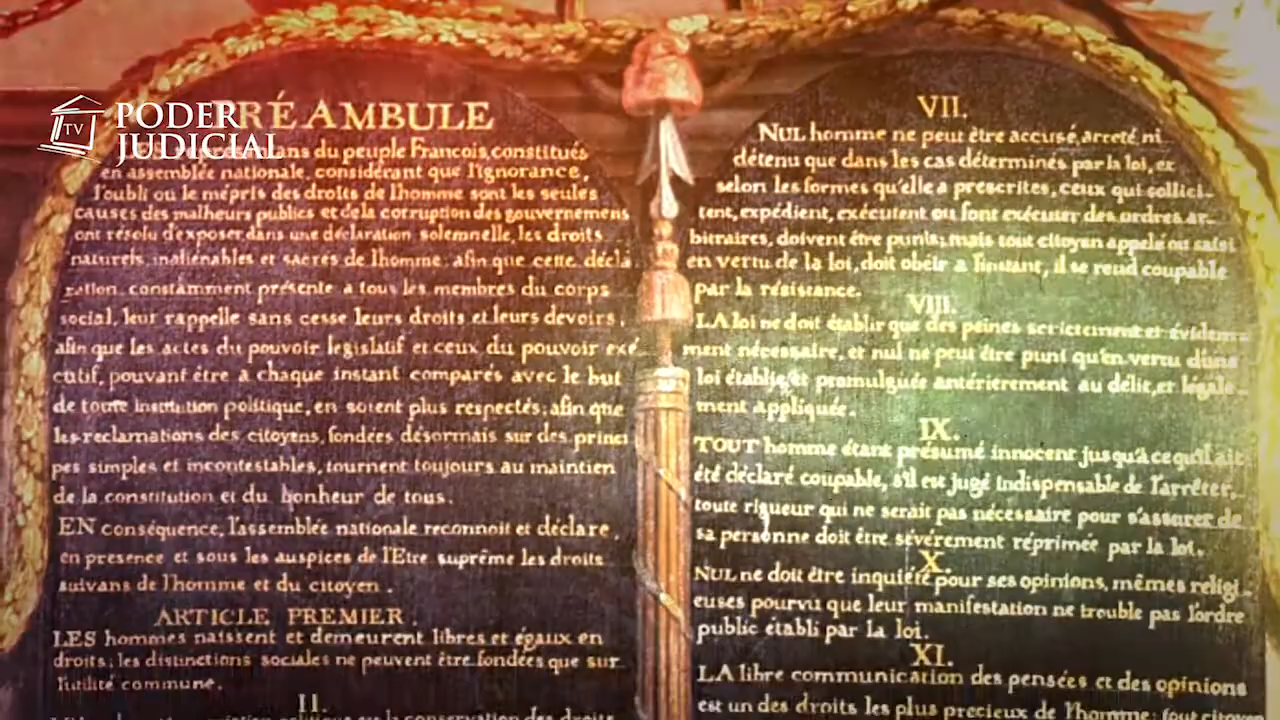 TV
PODER
JUDICIAL
PRÉAMBULE
LES représentans du peuple François, constitués
en assemblée nationale, considérant que l'ignorance,
l'oubli ou le mépris des droits de l'homme sont les seules
causes des malheurs publics et de la corruption des gouvernemens
ont résolu d'exposer, dans une déclaration solemnelle, les droits
naturels, inaliénables et sacrés de l'homme: afin que cette décla
ration, constamment présente a tous les membres du corps
social, leur rappelle sans cesse leurs droits et leurs devoirs,
afin que les actes du pouvoir législatif et ceux du pouvoir exé
cutif, pouvant être a chaque instant comparés avec le but
de toute institution politique, en soient plus respectés; afin que
les reclamations des citoyens, fondées désormais sur des princi
pes simples et incontestables, tournent toujours au maintien
de la constitution et du bonheur de tous.
EN conséquence, l'assemblée nationale reconnoit et déclare,
en presence et sous les auspices de l'Etre suprême les droits
suivans de l'homme et du citoyen.
ARTICLE PREMIER.
LES hommes naissent et demeurent libres et égaux en
droits; les distinctions sociales ne peuvent être fondées que sur
l'utilité commune.
II.
conservation des droits
VII.
NUL homme ne peut être accusé, arreté, ni
détenu que dans les cas déterminés par la loi, et
selon les formes qu'elle a prescrites, ceux qui sollici-
tent, expédient, exécutent ou font exécuter des ordres ar-
bitraires, doivent être punis; mais tout citoyen appelé ou saisi
en vertu de la loi, doit obéir a l'instant, il se rend coupable
par la résistance.
VIII.
LA loi ne doit établir que des peines strictement et évidem-
ment nécessaire, et nul ne peut être puni qu'en vertu d'une
loi établie et promulguée antérierement au délit, et légale-
ment appliquée.
IX.
TOUT homme étant présumé innocent jusqu'à ce qu'il ait
été déclaré coupable, s'il est jugé indispensable de l'arrêter,
toute rigueur qui ne serait pas nécessaire pour s'assurer de
sa personne doit être sévèrement réprimée par la loi.
X.
NUL ne doit être inquiété pour ses opinions, mêmes religi-
euses pourvu que leur manifestation ne trouble pas l'ordre
public établi par la loi.
XI.
LA libre communication des pensées et des opinions
est un des droits les plus precieux de l'homme: tout citoyen